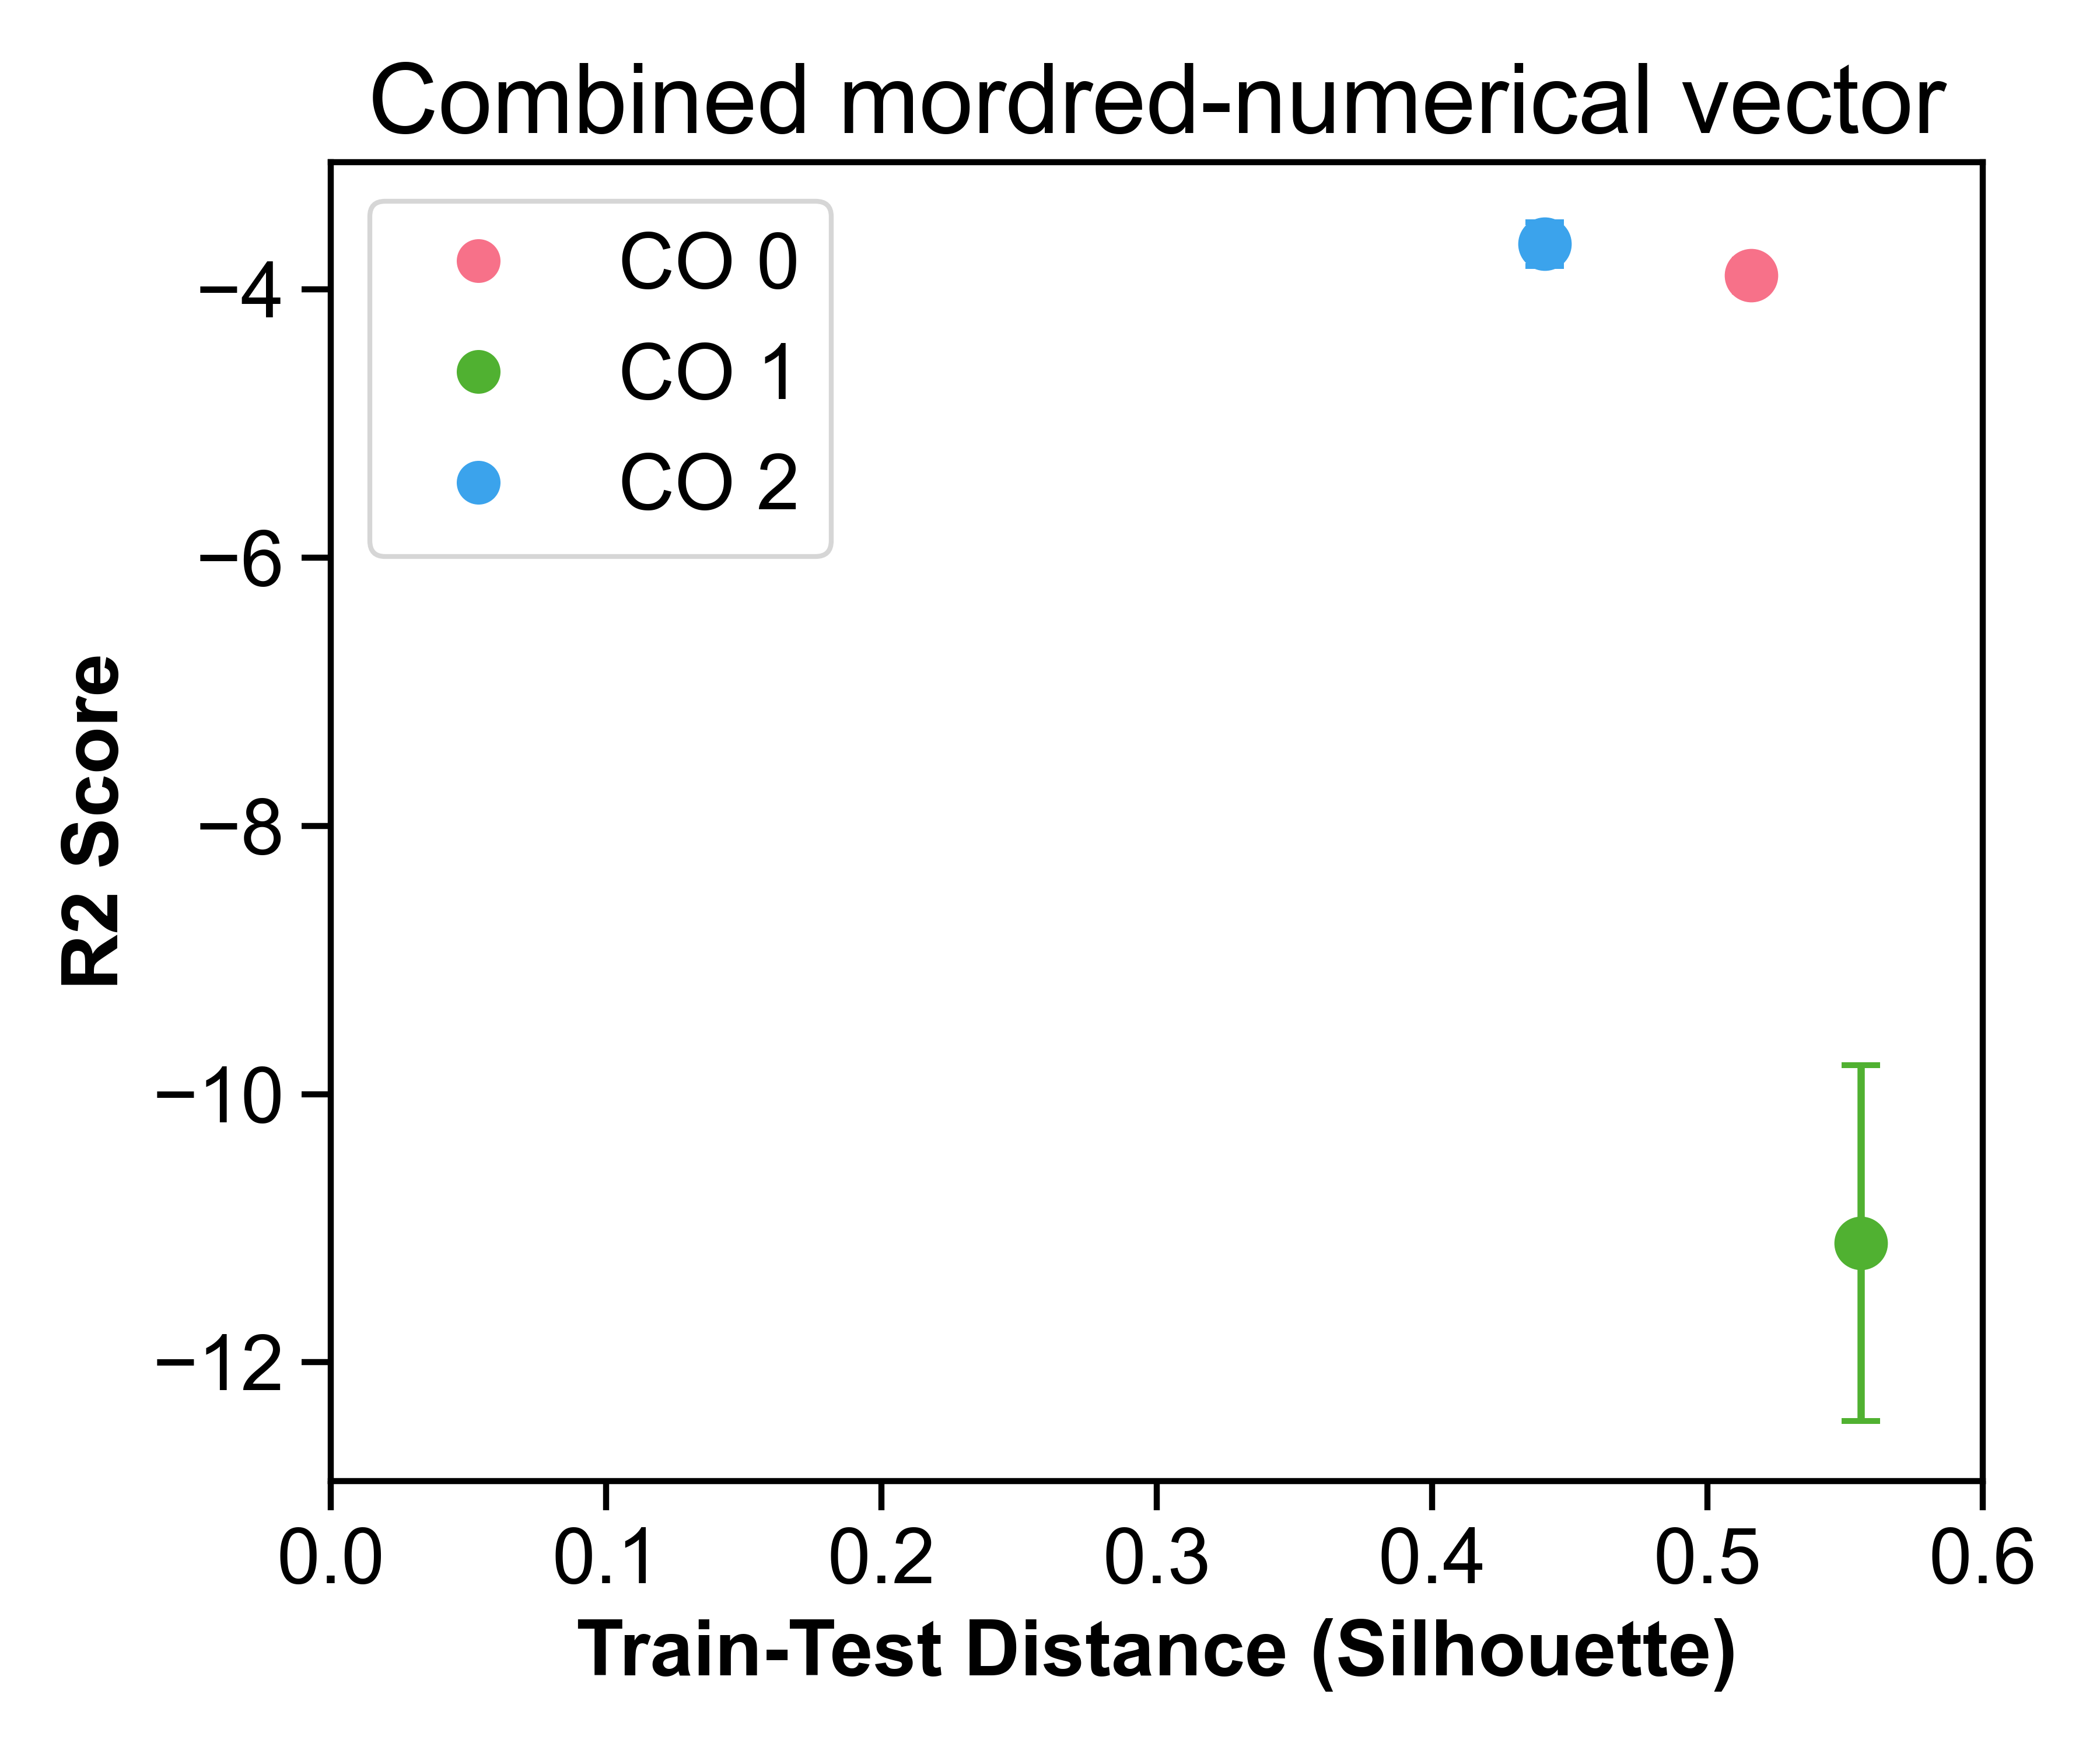 Combined mordred-numerical vector
CO 0
CO 1
CO 2
R2 Score
−4
−6
−8
−10
−12
0.0 0.1 0.2 0.3 0.4 0.5 0.6
Train-Test Distance (Silhouette)